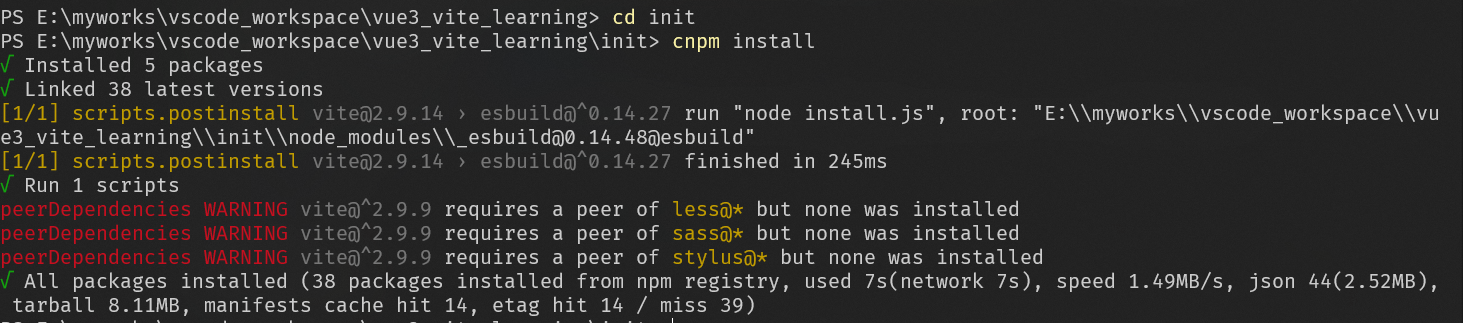 PS E:\myworks\vscode_workspace\vue3_vite_learning> cd init
PS E:\myworks\vscode_workspace\vue3_vite_learning\init> cnpm install
√ Installed 5 packages
√ Linked 38 latest versions
[1/1] scripts.postinstall vite@2.9.14 › esbuild@^0.14.27 run "node install.js", root: "E:\\myworks\\vscode_workspace\\vu
e3_vite_learning\\init\\node_modules\\_esbuild@0.14.48@esbuild"
[1/1] scripts.postinstall vite@2.9.14 › esbuild@^0.14.27 finished in 245ms
√ Run 1 scripts
peerDependencies WARNING vite@^2.9.9 requires a peer of less@* but none was installed
peerDependencies WARNING vite@^2.9.9 requires a peer of sass@* but none was installed
peerDependencies WARNING vite@^2.9.9 requires a peer of stylus@* but none was installed
√ All packages installed (38 packages installed from npm registry, used 7s(network 7s), speed 1.49MB/s, json 44(2.52MB),
 tarball 8.11MB, manifests cache hit 14, etag hit 14 / miss 39)